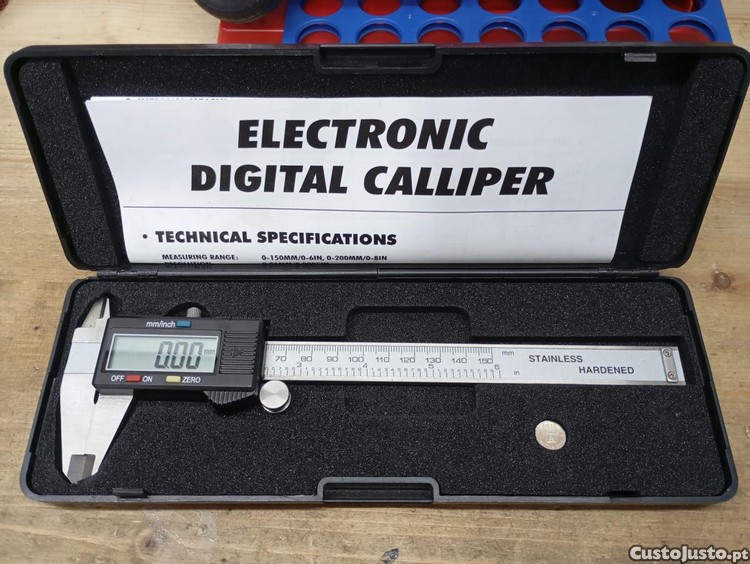 ELECTRONIC
DIGITAL CALLIPER
• TECHNICAL SPECIFICATIONS
MEASURING RANGE: 0-150MM/0-6IN, 0-200MM/0-8IN
mm/inch
0.00 mm
OFF ON ZERO
70 80 90 100 110 120 130 140 150 mm
3 4 5 6 in
STAINLESS
HARDENED
CustoJusto.pt